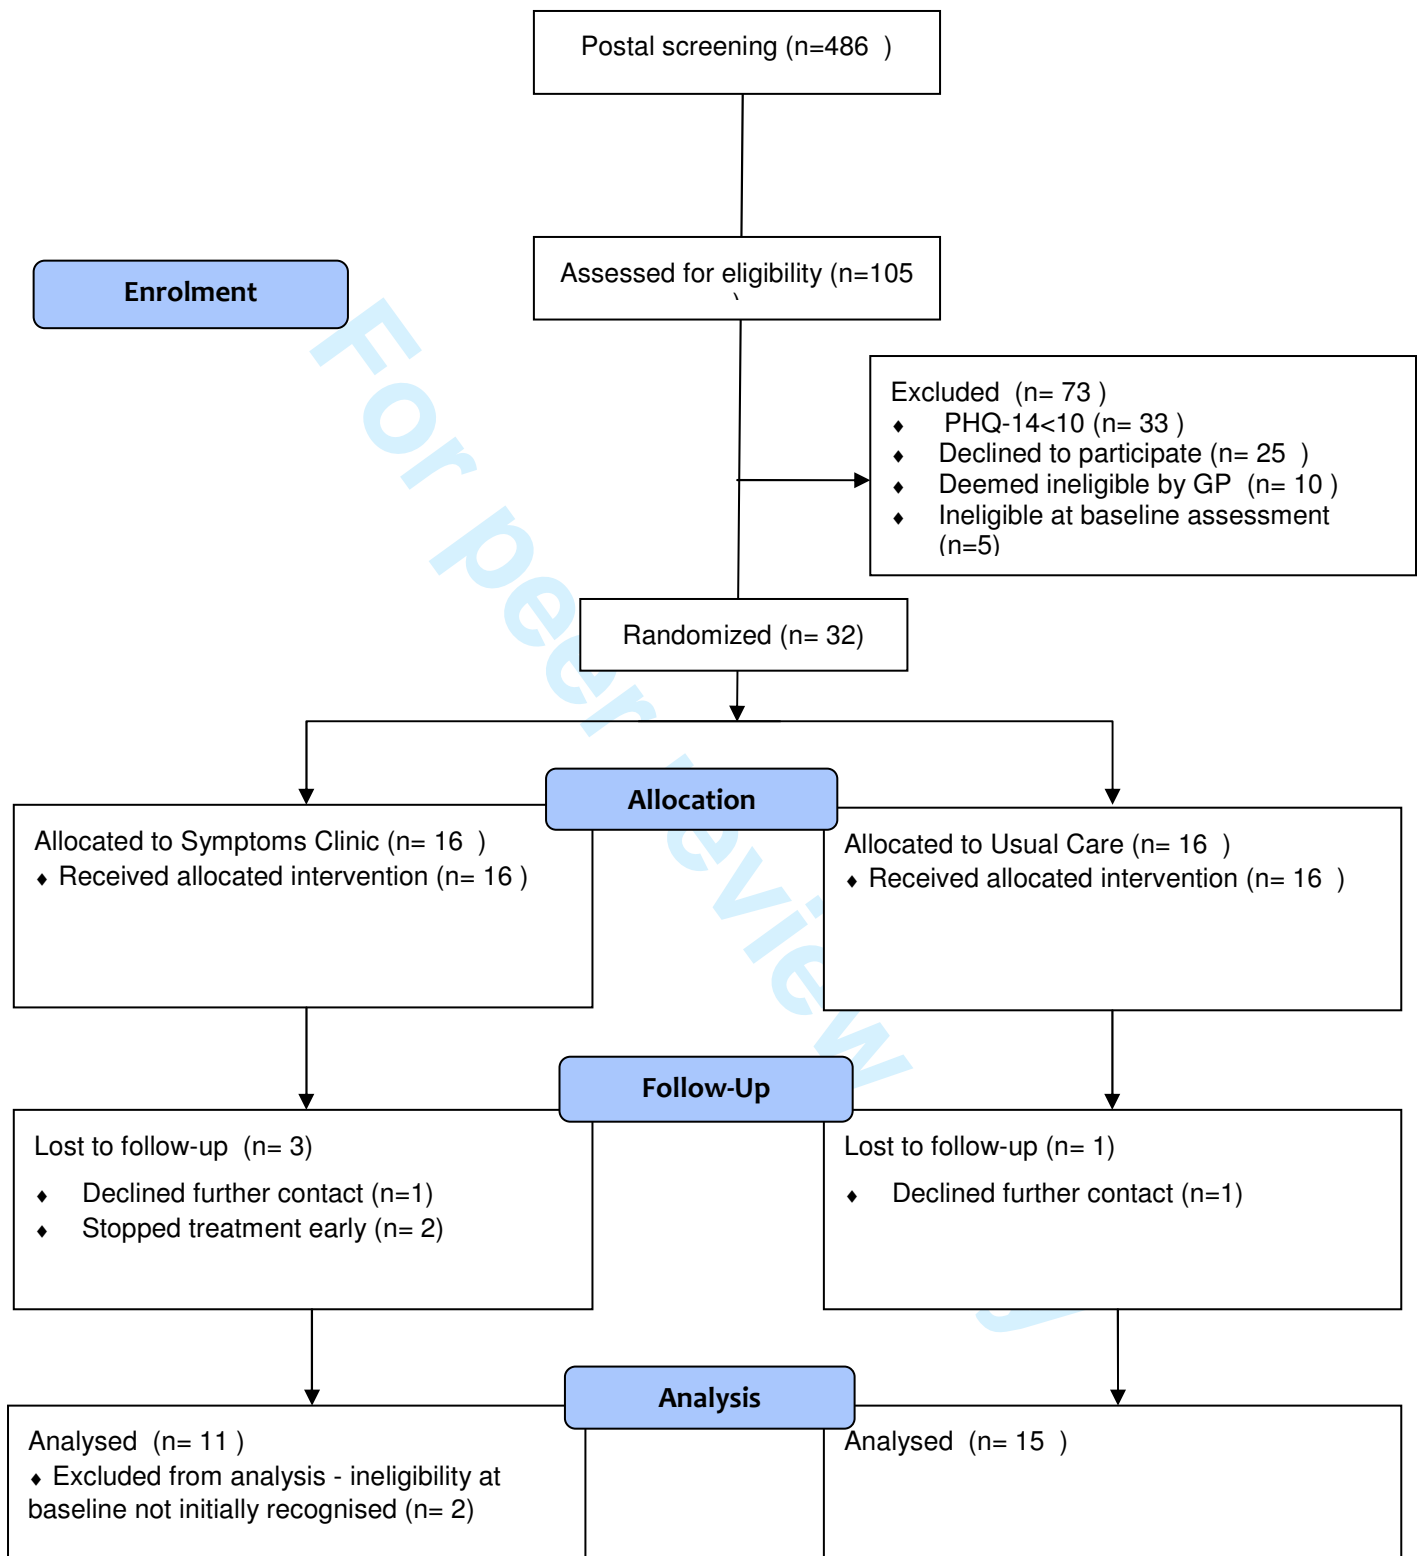 Postal screening (n=486  )
Assessed for eligibility (n=105
Enrolment
Excluded  (n= 73 )
♦ PHQ-14<10 (n= 33 )
♦ Declined to participate (n= 25  )
♦ Deemed ineligible by GP  (n= 10 )
♦ Ineligible at baseline assessment
(n=5)
Randomized (n= 32)
Allocation
Allocated to Symptoms Clinic (n= 16  )
♦ Received allocated intervention (n= 16 )
Allocated to Usual Care (n= 16  )
♦ Received allocated intervention (n= 16  )
Follow-Up
Lost to follow-up  (n= 3)
♦ Declined further contact (n=1)
♦ Stopped treatment early (n= 2)
Lost to follow-up (n= 1)
♦ Declined further contact (n=1)
Analysis
Analysed  (n= 11 )
♦ Excluded from analysis - ineligibility at
baseline not initially recognised (n= 2)
Analysed  (n= 15  )
For peer review